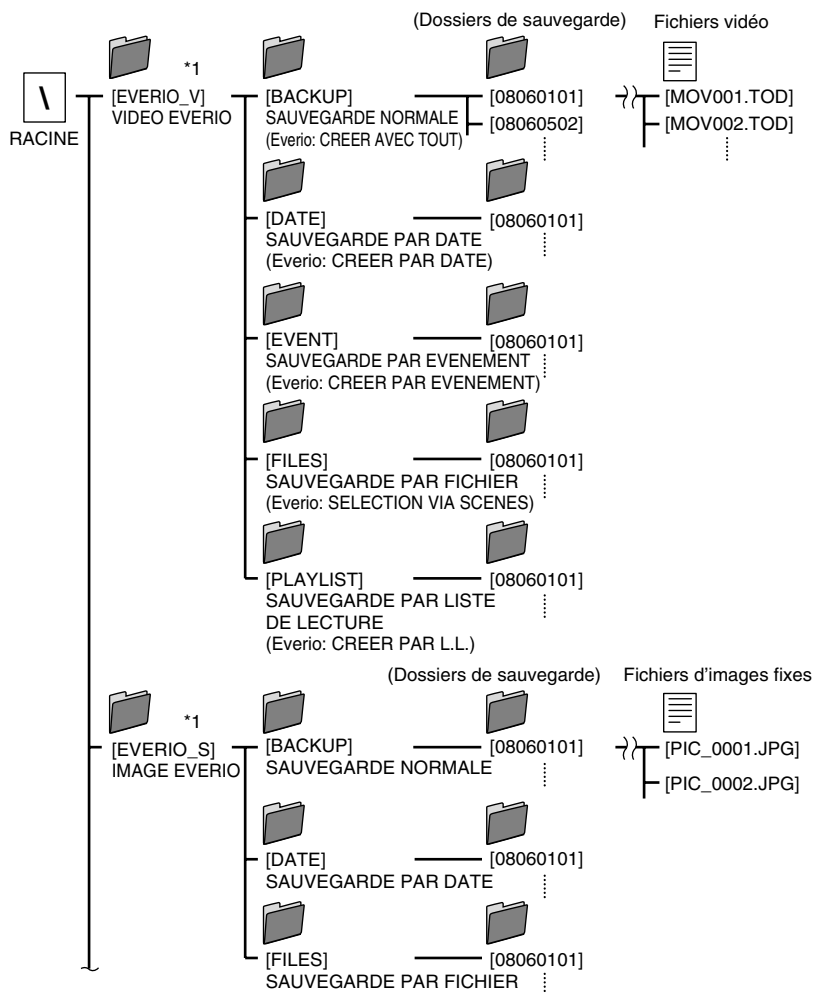 (Dossiers de sauvegarde) Fichiers vidéo
*1
\
RACINE
[EVERIO_V]
VIDEO EVERIO
[BACKUP]
SAUVEGARDE NORMALE
(Everio: CREER AVEC TOUT)
[08060101]
[08060502]
[MOV001.TOD]
[MOV002.TOD]
[DATE]
SAUVEGARDE PAR DATE
(Everio: CREER PAR DATE)
[08060101]
[EVENT]
SAUVEGARDE PAR EVENEMENT
(Everio: CREER PAR EVENEMENT)
[08060101]
[FILES]
SAUVEGARDE PAR FICHIER
(Everio: SELECTION VIA SCENES)
[08060101]
[PLAYLIST]
SAUVEGARDE PAR LISTE
DE LECTURE
(Everio: CREER PAR L.L.)
[08060101]
(Dossiers de sauvegarde) Fichiers d'images fixes
*1
[EVERIO_S]
IMAGE EVERIO
[BACKUP]
SAUVEGARDE NORMALE
[08060101]
[PIC_0001.JPG]
[PIC_0002.JPG]
[DATE]
SAUVEGARDE PAR DATE
[08060101]
[FILES]
SAUVEGARDE PAR FICHIER
[08060101]